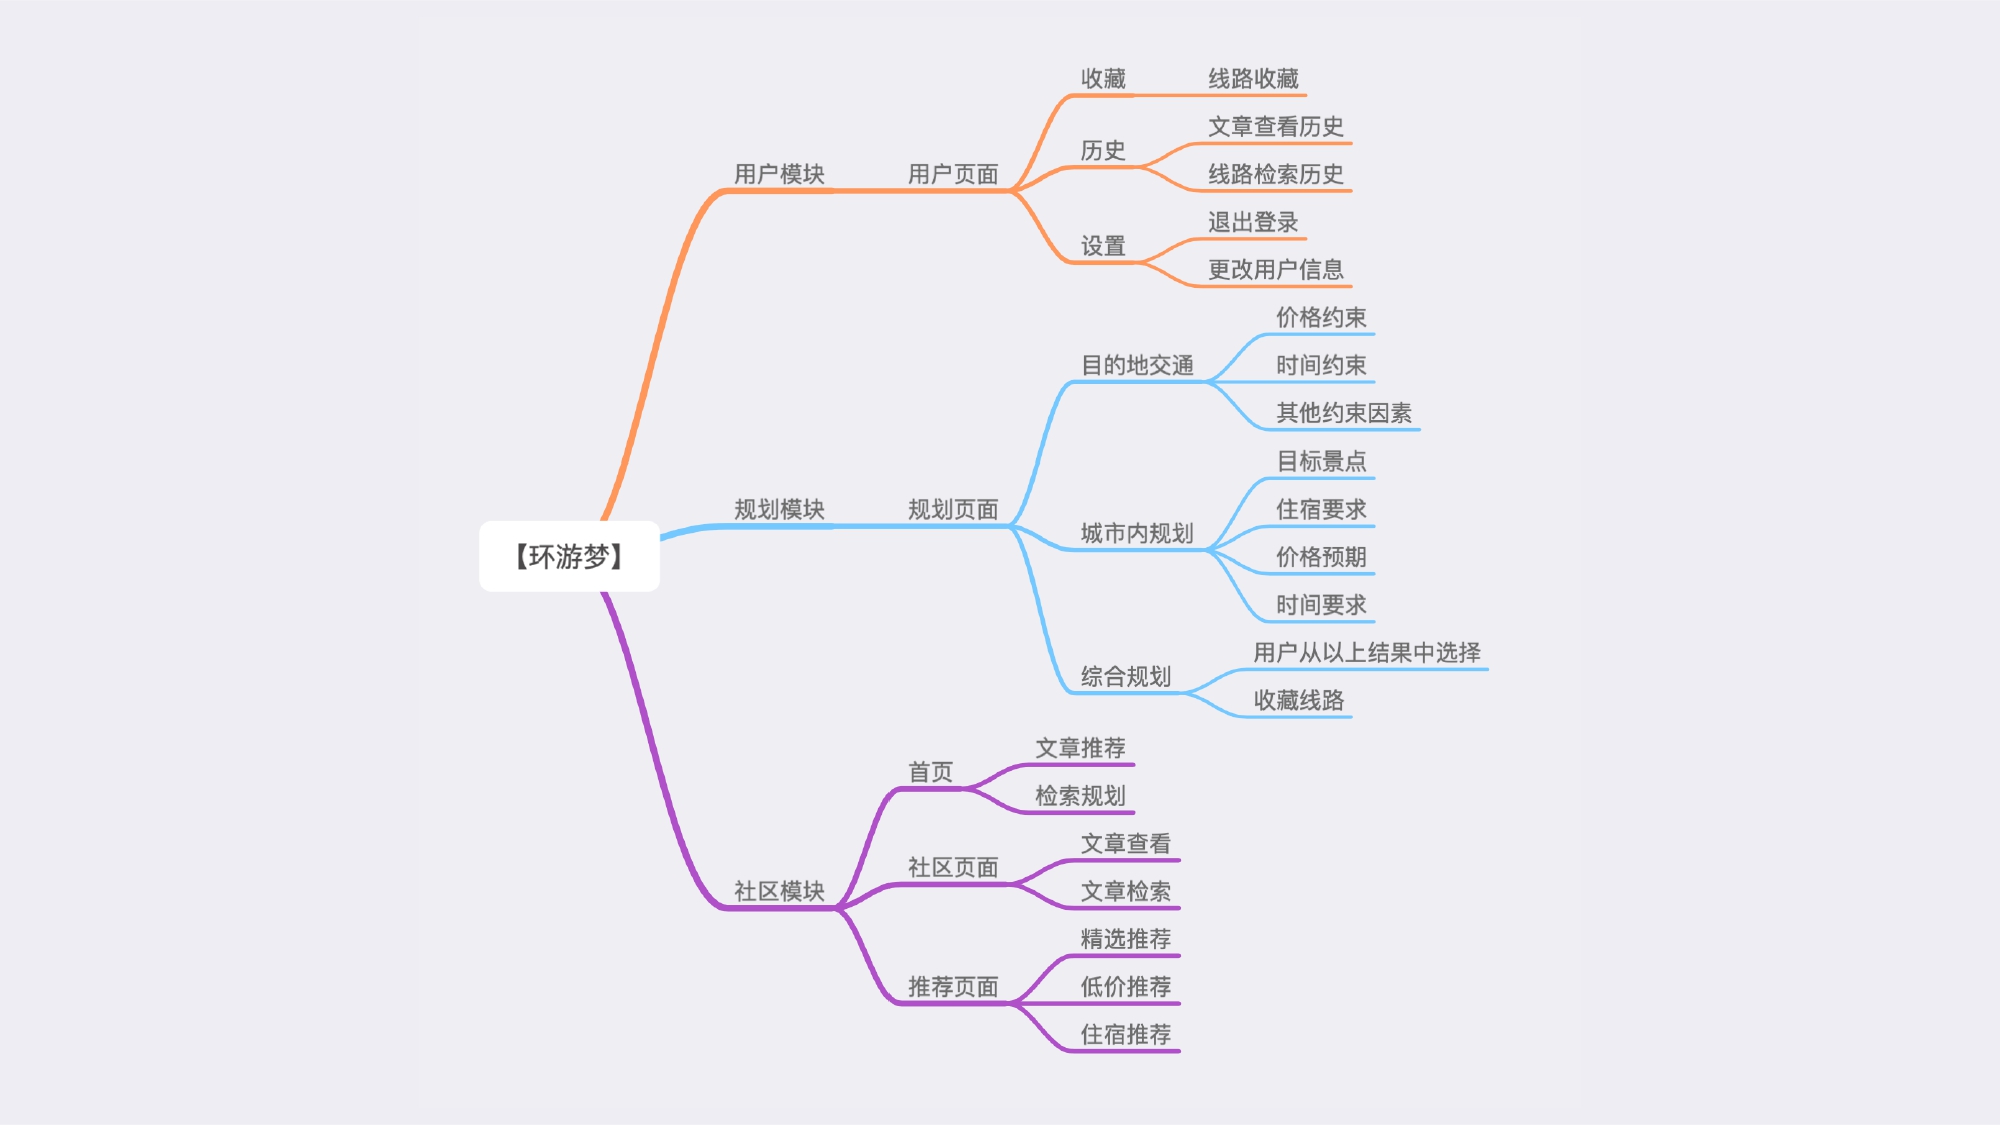 【环游梦】
用户模块
用户页面
收藏
线路收藏
历史
文章查看历史
线路检索历史
设置
退出登录
更改用户信息
规划模块
规划页面
目的地交通
价格约束
时间约束
其他约束因素
城市内规划
目标景点
住宿要求
价格预期
时间要求
综合规划
用户从以上结果中选择
收藏线路
社区模块
首页
文章推荐
检索规划
社区页面
文章查看
文章检索
推荐页面
精选推荐
低价推荐
住宿推荐